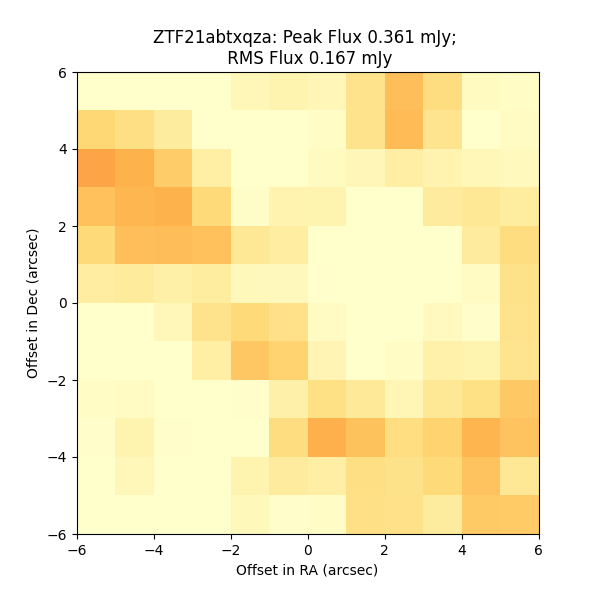 ZTF21abtxqza: Peak Flux 0.361 mJy;
RMS Flux 0.167 mJy
6
4
2
0
−2
−4
−6
Offset in Dec (arcsec)
−6 −4 −2 0 2 4 6
Offset in RA (arcsec)